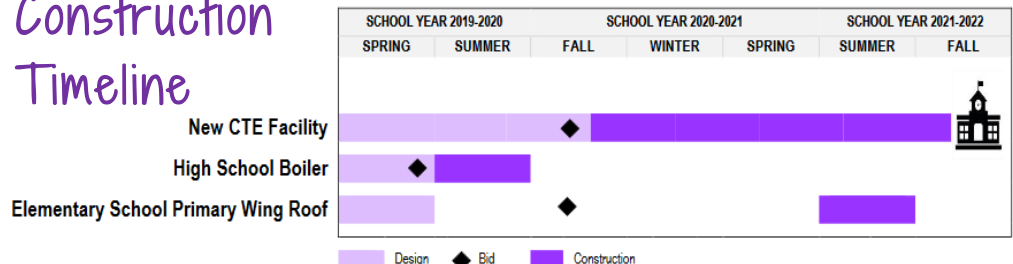 Construction
Timeline
SCHOOL YEAR 2019-2020 SCHOOL YEAR 2020-2021 SCHOOL YEAR 2021-2022
SPRING SUMMER FALL WINTER SPRING SUMMER FALL
New CTE Facility
High School Boiler
Elementary School Primary Wing Roof
Design Bid Construction